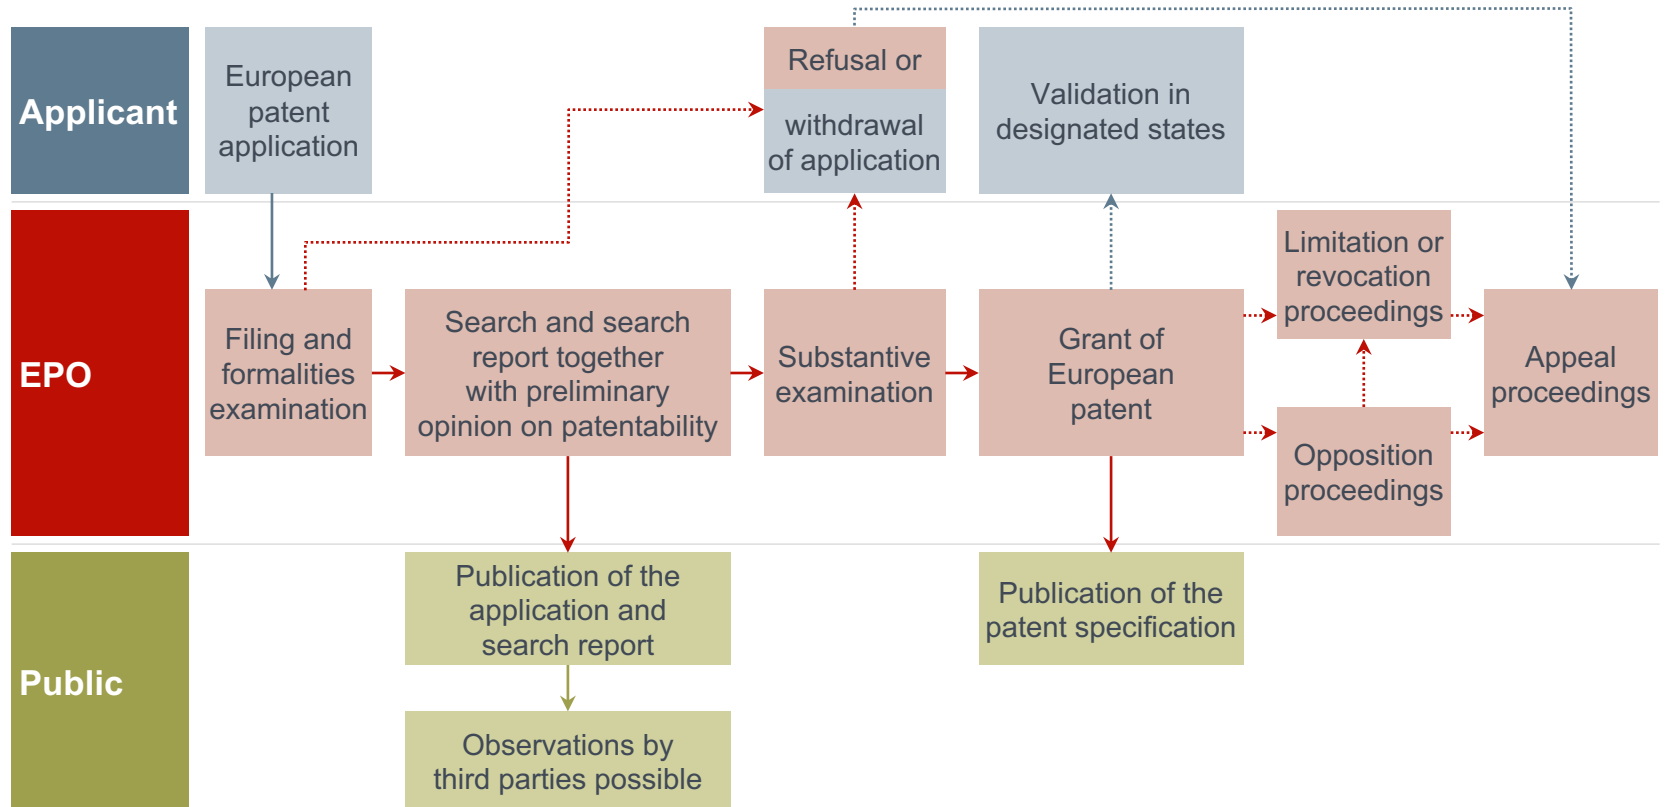 Applicant
European
patent
application
Refusal or
withdrawal
of application
Validation in
designated states
EPO
Filing and
formalities
examination
Search and search
report together
with preliminary
opinion on patentability
Substantive
examination
Grant of
European
patent
Limitation or
revocation
proceedings
Opposition
proceedings
Appeal
proceedings
Public
Publication of the
application and
search report
Observations by
third parties possible
Publication of the
patent specification